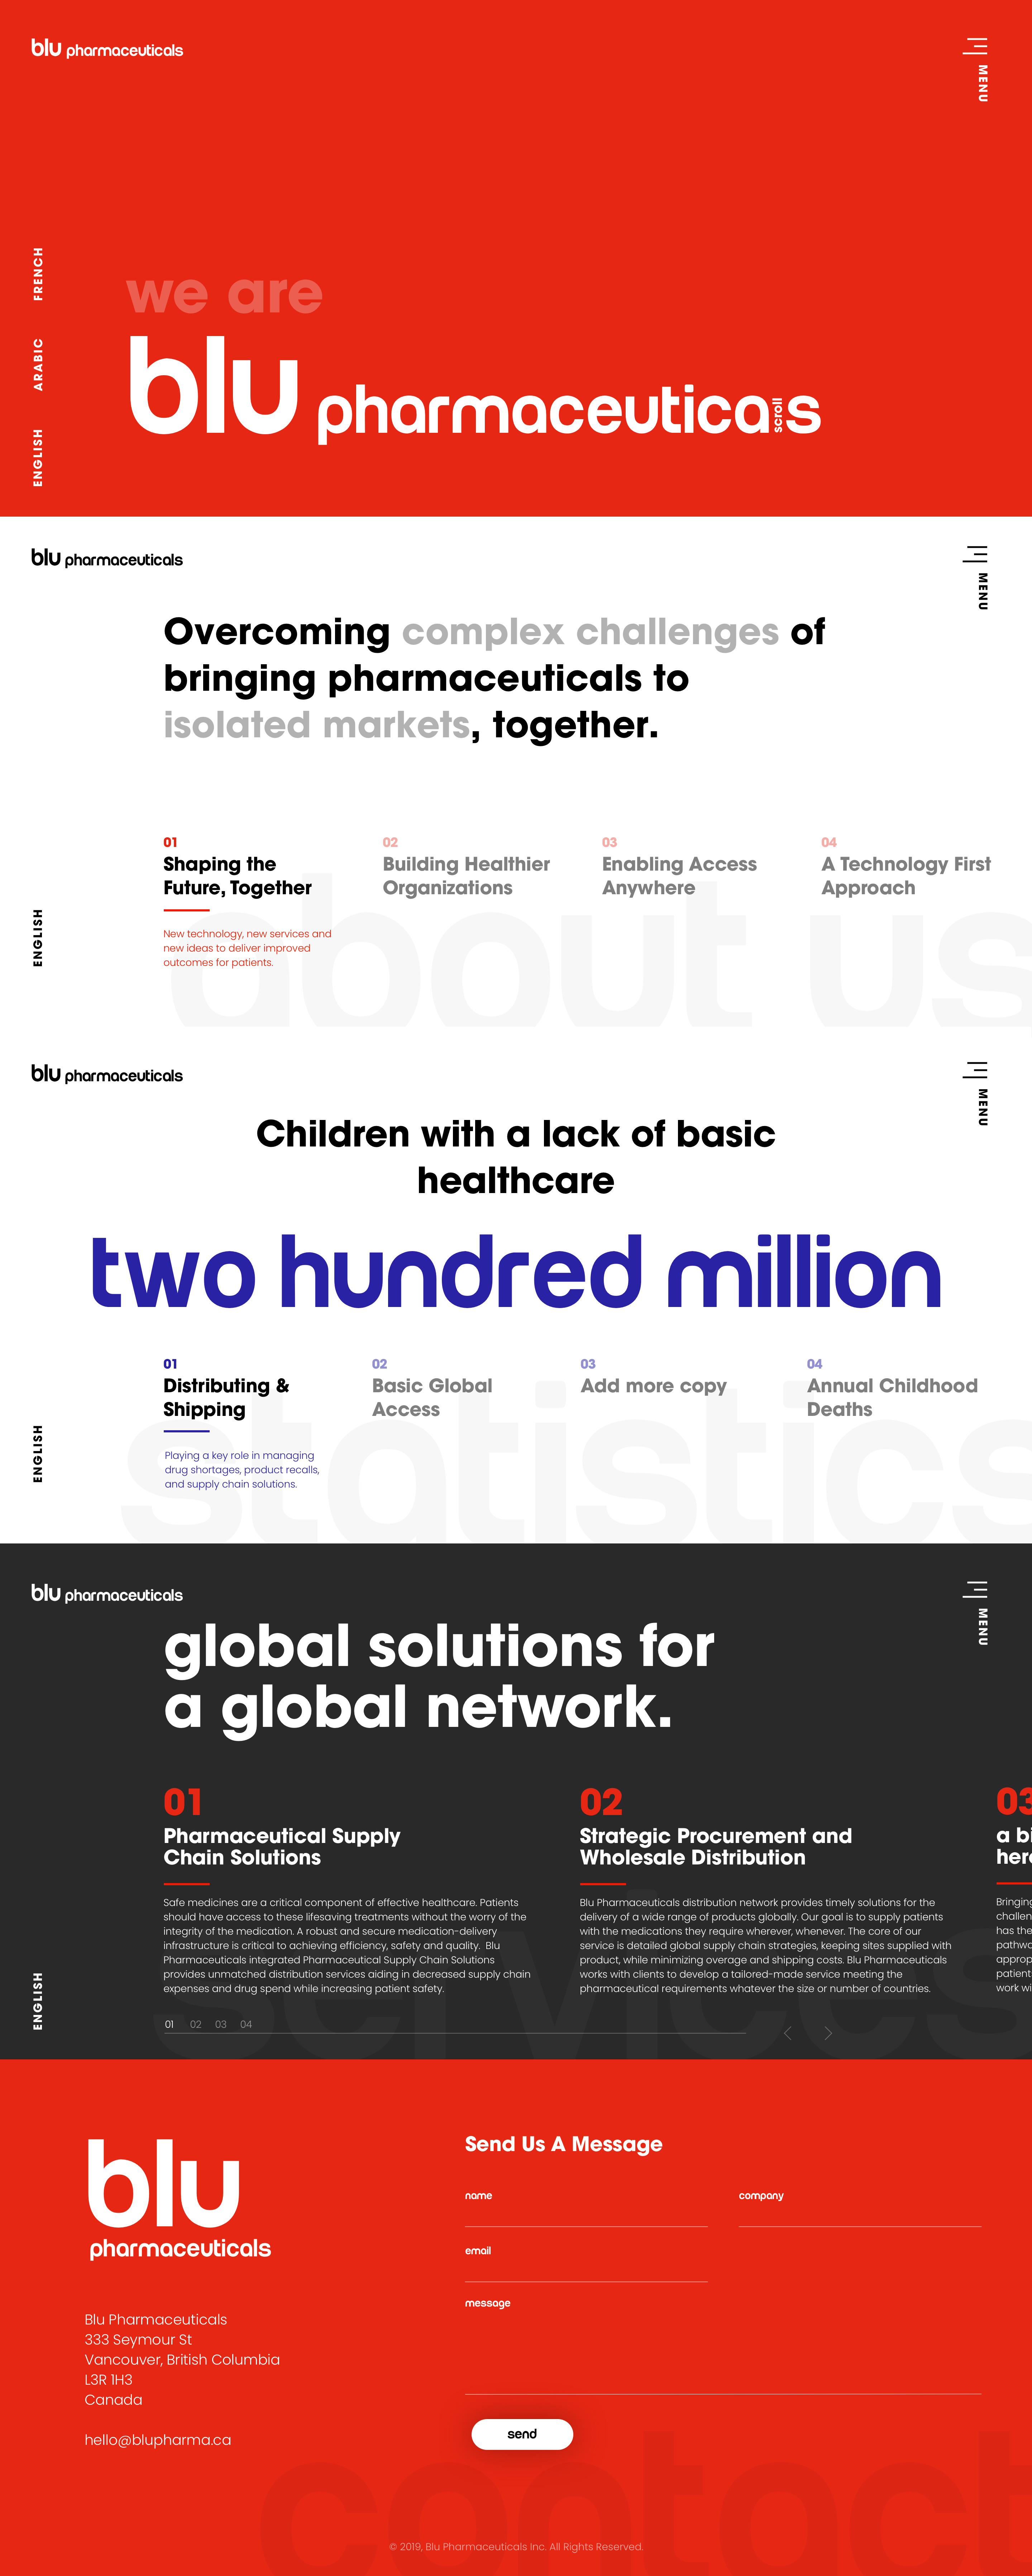 blu pharmaceuticals
MENU
FRENCH
ARABIC
ENGLISH
we are
blu pharmaceuticals
scroll
blu pharmaceuticals
MENU
Overcoming complex challenges of
bringing pharmaceuticals to
isolated markets, together.
01
Shaping the
Future, Together
New technology, new services and
new ideas to deliver improved
outcomes for patients.
02
Building Healthier
Organizations
03
Enabling Access
Anywhere
04
A Technology First
Approach
ENGLISH
about us
blu pharmaceuticals
MENU
Children with a lack of basic
healthcare
two hundred million
01
Distributing &
Shipping
Playing a key role in managing
drug shortages, product recalls,
and supply chain solutions.
02
Basic Global
Access
03
Add more copy
04
Annual Childhood
Deaths
ENGLISH
statistics
blu pharmaceuticals
MENU
global solutions for
a global network.
01
Pharmaceutical Supply
Chain Solutions
Safe medicines are a critical component of effective healthcare. Patients
should have access to these lifesaving treatments without the worry of the
integrity of the medication. A robust and secure medication-delivery
infrastructure is critical to achieving efficiency, safety and quality.  Blu
Pharmaceuticals integrated Pharmaceutical Supply Chain Solutions
provides unmatched distribution services aiding in decreased supply chain
expenses and drug spend while increasing patient safety.
02
Strategic Procurement and
Wholesale Distribution
Blu Pharmaceuticals distribution network provides timely solutions for the
delivery of a wide range of products globally. Our goal is to supply patients
with the medications they require wherever, whenever. The core of our
service is detailed global supply chain strategies, keeping sites supplied with
product, while minimizing overage and shipping costs. Blu Pharmaceuticals
works with clients to develop a tailored-made service meeting the
pharmaceutical requirements whatever the size or number of countries.
03
a bi
here
Bringing
challen
has the
pathwo
approp
patient
work wi
01 02 03 04
ENGLISH
services
blu
pharmaceuticals
Blu Pharmaceuticals
333 Seymour St
Vancouver, British Columbia
L3R 1H3
Canada
hello@blupharma.ca
Send Us A Message
name
company
email
message
send
contact
© 2019, Blu Pharmaceuticals Inc. All Rights Reserved.